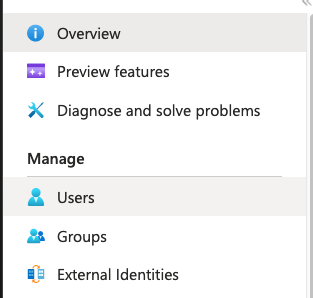 Overview
Preview features
Diagnose and solve problems
Manage
Users
Groups
External Identities